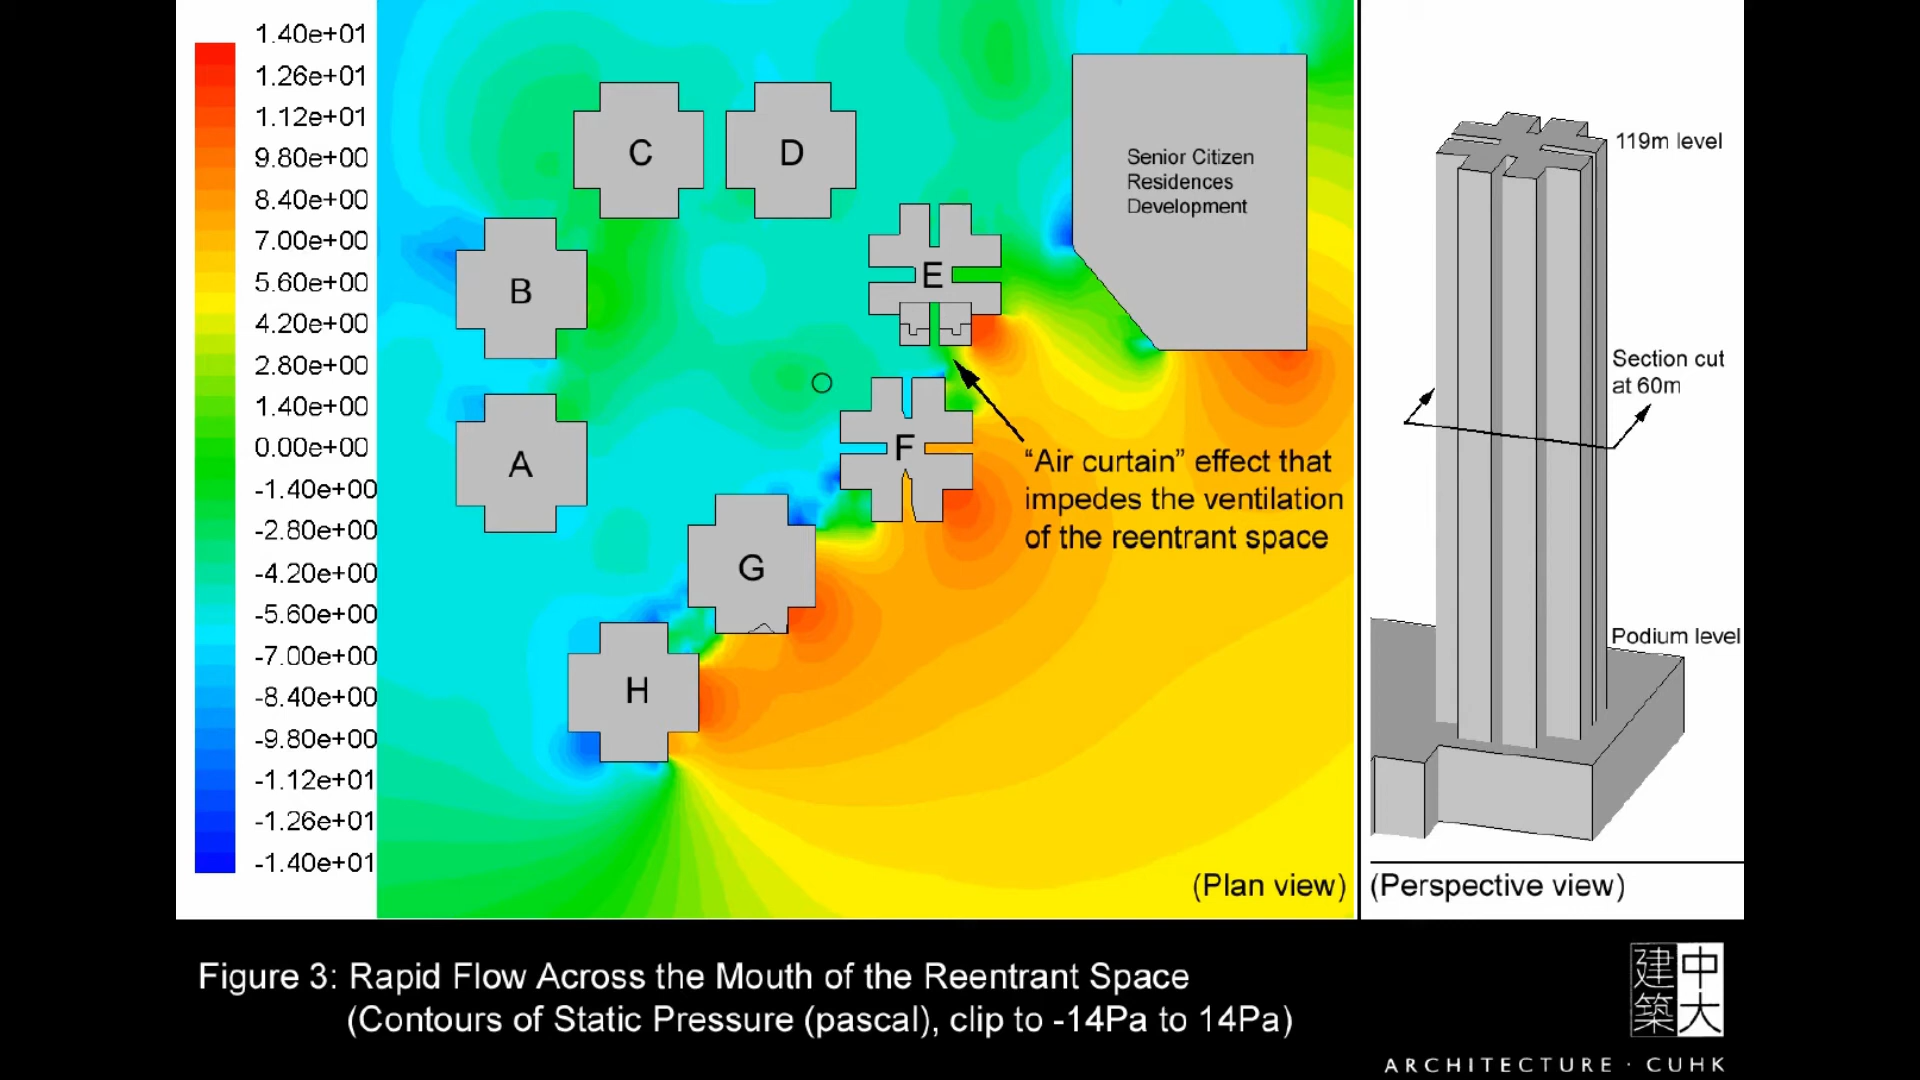 1.40e+01
1.26e+01
1.12e+01
9.80e+00
8.40e+00
7.00e+00
5.60e+00
4.20e+00
2.80e+00
1.40e+00
0.00e+00
-1.40e+00
-2.80e+00
-4.20e+00
-5.60e+00
-7.00e+00
-8.40e+00
-9.80e+00
-1.12e+01
-1.26e+01
-1.40e+01
C
D
B
E
A
F
G
H
Senior Citizen
Residences
Development
“Air curtain” effect that
impedes the ventilation
of the reentrant space
(Plan view)
119m level
Section cut
at 60m
Podium level
(Perspective view)
Figure 3: Rapid Flow Across the Mouth of the Reentrant Space
(Contours of Static Pressure (pascal), clip to -14Pa to 14Pa)
建中
築大
ARCHITECTURE · CUHK